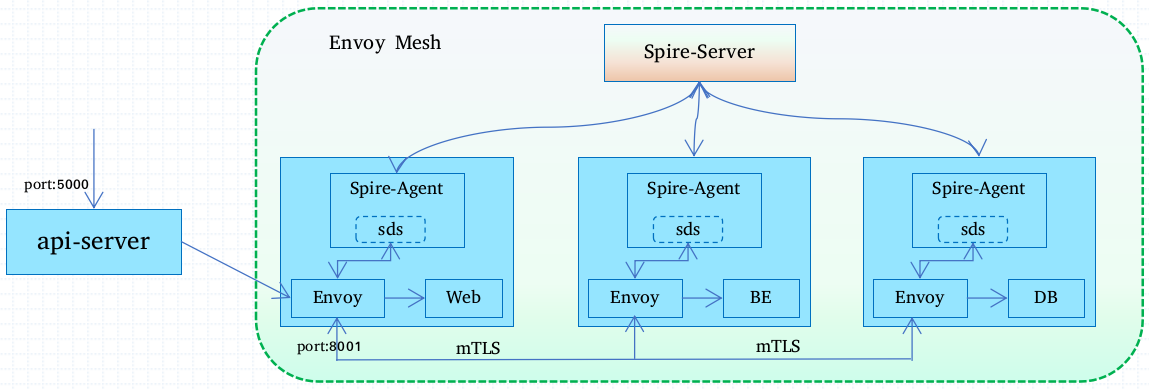 Envoy Mesh
Spire-Server
port:5000
api-server
Spire-Agent
sds
Envoy
Web
Spire-Agent
sds
Envoy
BE
Spire-Agent
sds
Envoy
DB
port:8001
mTLS
mTLS